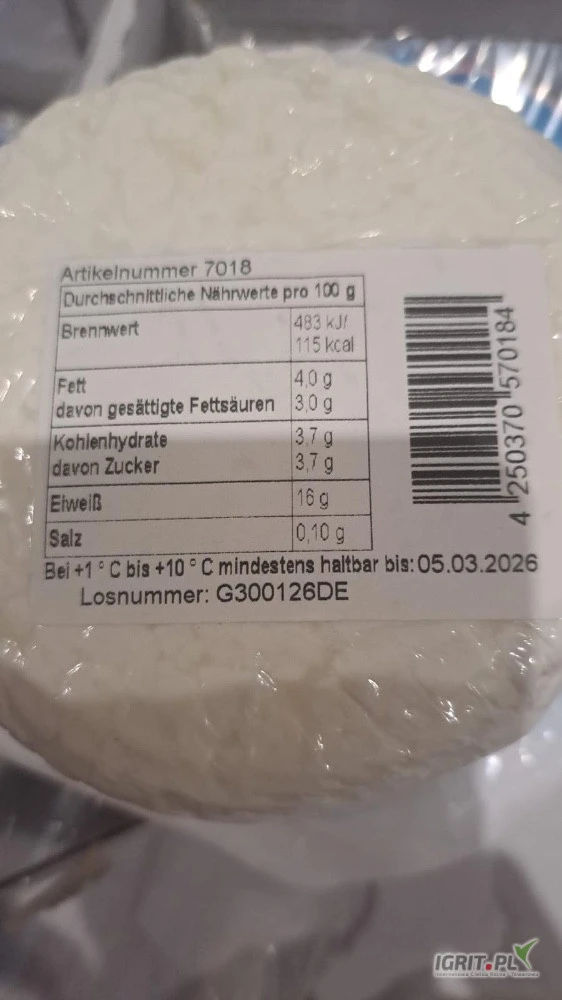 Artikelnummer 7018
Durchschnittliche Nährwerte pro 100 g
Brennwert 483 kJ/
115 kcal
Fett 4,0 g
davon gesättigte Fettsäuren 3,0 g
Kohlenhydrate 3,7 g
davon Zucker 3,7 g
Eiweiß 16 g
Salz 0,10 g
Bei +1 ° C bis +10 ° C mindestens haltbar bis: 05.03.2026
Losnummer: G300126DE
4 250370 570184
IGRIT.PL